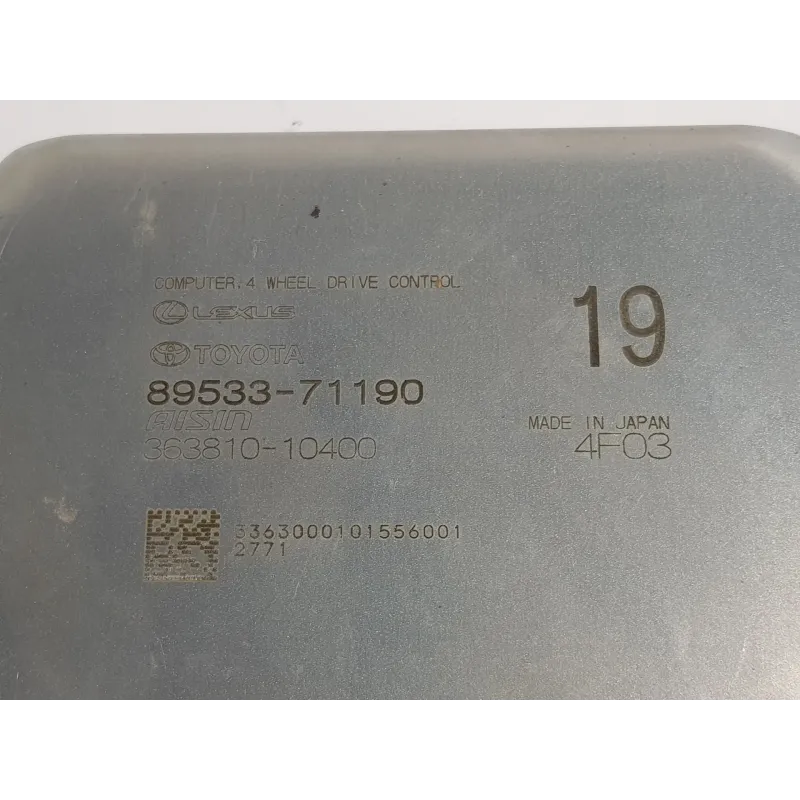 COMPUTER, 4 WHEEL DRIVE CONTROL
LEXUS
TOYOTA
89533-71190
AISIN
363810-10400
19
MADE IN JAPAN
4F03
3363000101556001
2771